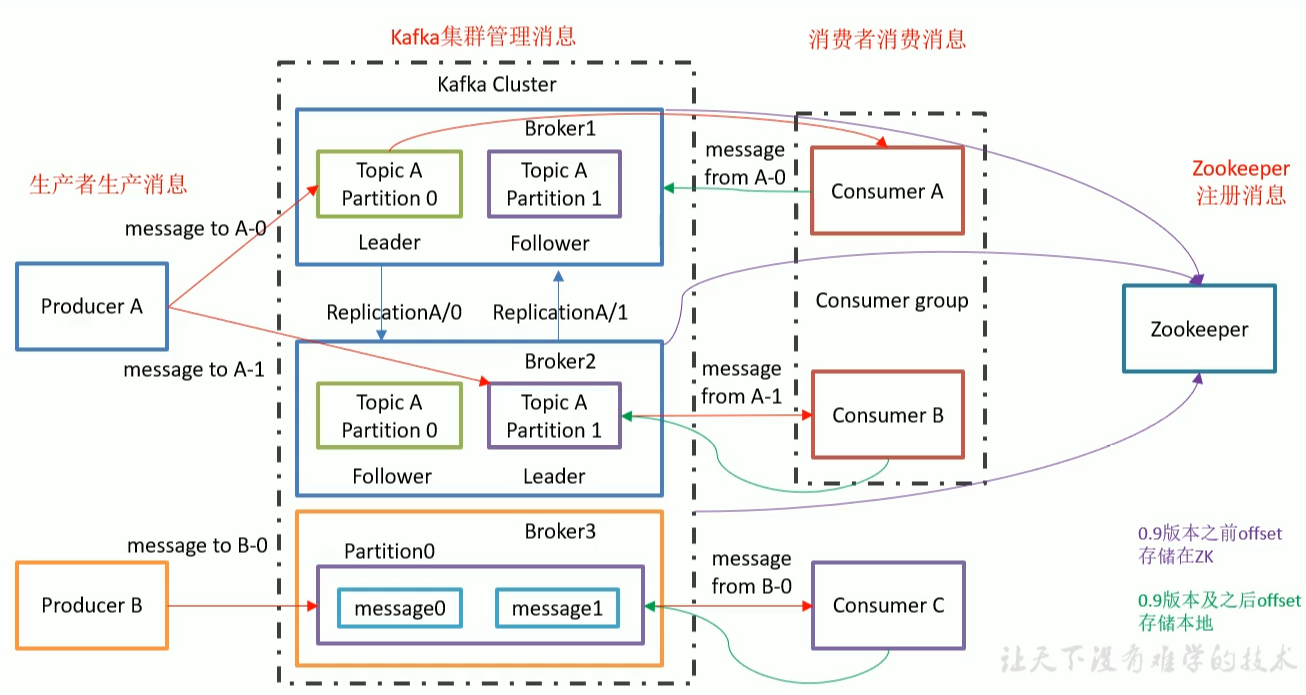 Kafka集群管理消息
消费者消费消息
Kafka Cluster
Broker1
Topic A
Partition 0
Topic A
Partition 1
Leader
Follower
message
from A-0
Consumer A
生产者生产消息
Zookeeper
注册消息
message to A-0
Producer A
message to A-1
ReplicationA/0
ReplicationA/1
Consumer group
Zookeeper
Broker2
Topic A
Partition 0
Topic A
Partition 1
Follower
Leader
message
from A-1
Consumer B
message to B-0
Producer B
Broker3
Partition0
message0
message1
message
from B-0
Consumer C
0.9版本之前offset
存储在ZK
0.9版本及之后offset
存储本地
让天下没有难学的技术